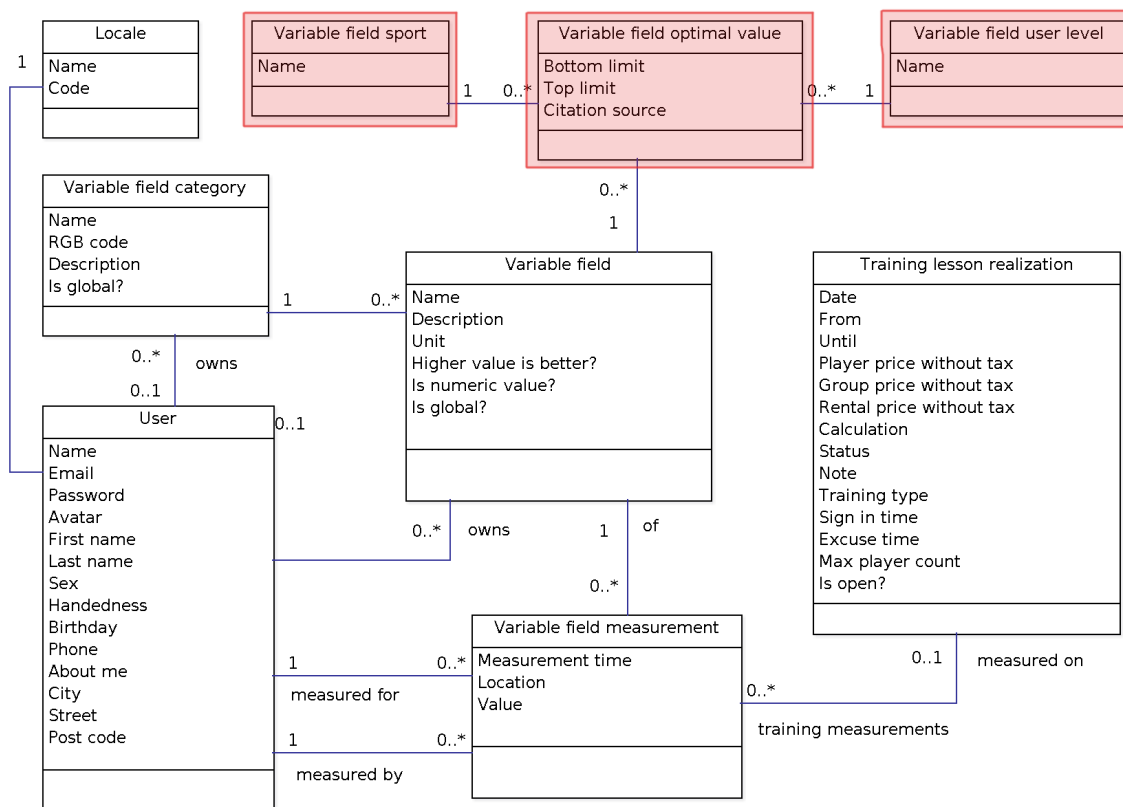 Locale
Name
Code
1
Variable field sport
Name
1
0..*
Variable field optimal value
Bottom limit
Top limit
Citation source
0..*
1
Variable field user level
Name
0..*
1
Variable field category
Name
RGB code
Description
Is global?
1
0..*
0..*
owns
0..1
Variable field
Name
Description
Unit
Higher value is better?
Is numeric value?
Is global?
Training lesson realization
Date
From
Until
Player price without tax
Group price without tax
Rental price without tax
Calculation
Status
Note
Training type
Sign in time
Excuse time
Max player count
Is open?
User
0..1
Name
Email
Password
Avatar
First name
Last name
Sex
Handedness
Birthday
Phone
About me
City
Street
Post code
0..*
owns
1
of
0..*
Variable field measurement
Measurement time
Location
Value
1
0..*
measured for
1
0..*
measured by
0..1
measured on
0..*
training measurements